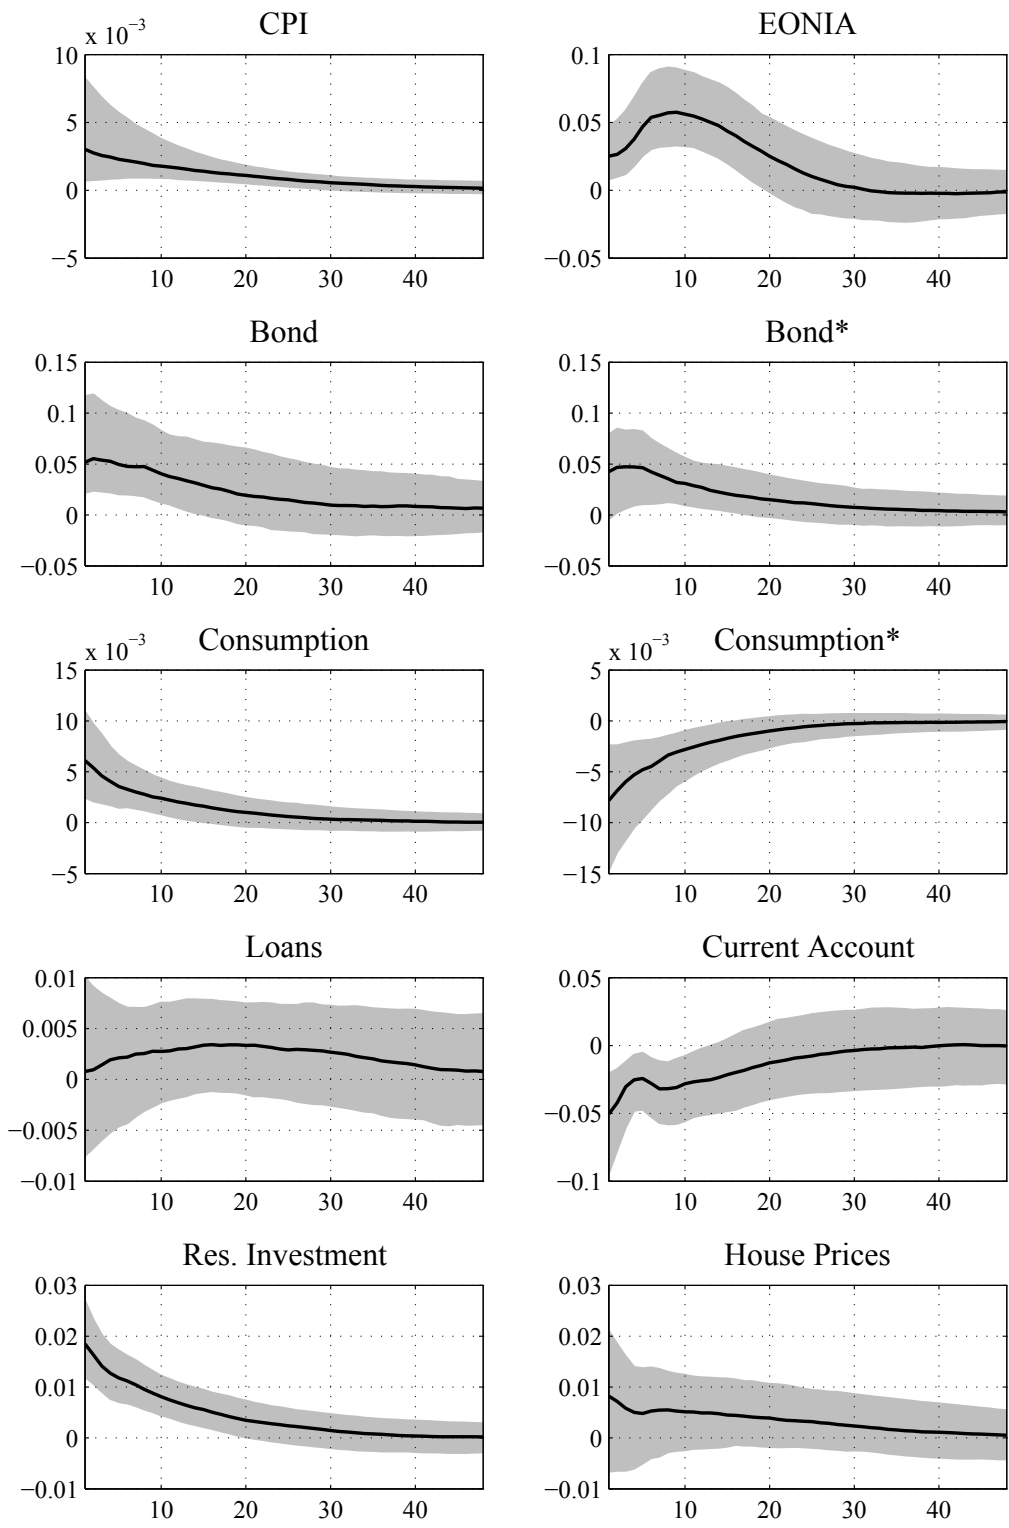 CPI
x 10⁻³
10
5
0
−5
10 20 30 40
EONIA
0.1
0.05
0
−0.05
10 20 30 40
Bond
0.15
0.1
0.05
0
−0.05
10 20 30 40
Bond*
0.15
0.1
0.05
0
−0.05
10 20 30 40
Consumption
x 10⁻³
15
10
5
0
−5
10 20 30 40
Consumption*
x 10⁻³
5
0
−5
−10
−15
10 20 30 40
Loans
0.01
0.005
0
−0.005
−0.01
10 20 30 40
Current Account
0.05
0
−0.05
−0.1
10 20 30 40
Res. Investment
0.03
0.02
0.01
0
−0.01
10 20 30 40
House Prices
0.03
0.02
0.01
0
−0.01
10 20 30 40